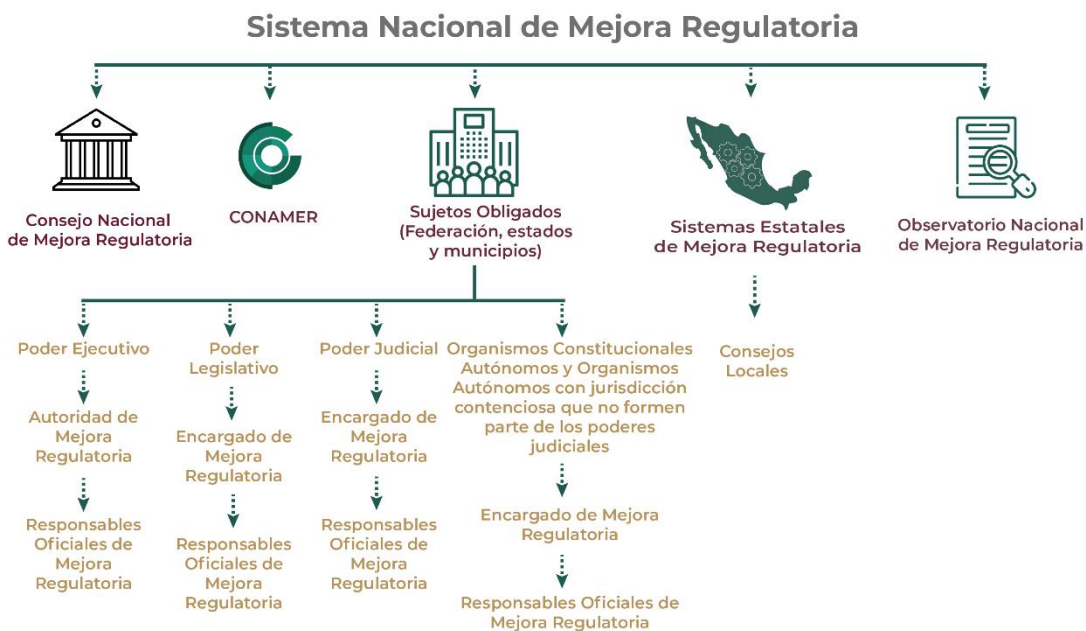 Sistema Nacional de Mejora Regulatoria
Consejo Nacional
de Mejora Regulatoria
CONAMER
Sujetos Obligados
(Federación, estados
y municipios)
Sistemas Estatales
de Mejora Regulatoria
Observatorio Nacional
de Mejora Regulatoria
Poder Ejecutivo
Autoridad de
Mejora
Regulatoria
Responsables
Oficiales de
Mejora
Regulatoria
Poder
Legislativo
Encargado de
Mejora
Regulatoria
Responsables
Oficiales de
Mejora
Regulatoria
Poder Judicial
Encargado de
Mejora
Regulatoria
Responsables
Oficiales de
Mejora
Regulatoria
Organismos Constitucionales
Autónomos y Organismos
Autónomos con jurisdicción
contenciosa que no formen
parte de los poderes
judiciales
Encargado de Mejora
Regulatoria
Responsables Oficiales de
Mejora Regulatoria
Consejos
Locales